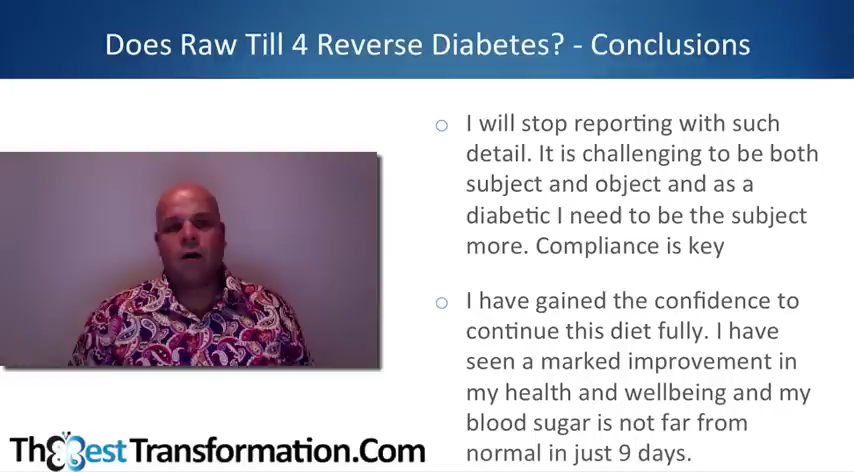 Does Raw Till 4 Reverse Diabetes? - Conclusions
o I will stop reporting with such
detail. It is challenging to be both
subject and object and as a
diabetic I need to be the subject
more. Compliance is key
o I have gained the confidence to
continue this diet fully. I have
seen a marked improvement in
my health and wellbeing and my
blood sugar is not far from
normal in just 9 days.
TheBestTransformation.Com